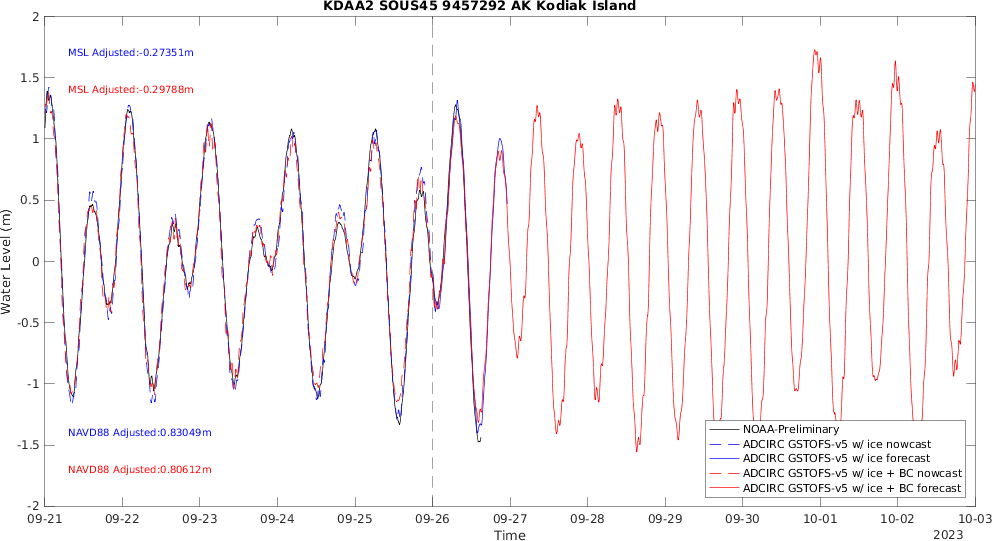 KDAA2 SOUS45 9457292 AK Kodiak Island
2
1.5
1
0.5
0
-0.5
-1
-1.5
-2
Water Level (m)
MSL Adjusted:-0.27351m
MSL Adjusted:-0.29788m
NAVD88 Adjusted:0.83049m
NAVD88 Adjusted:0.80612m
NOAA-Preliminary
ADCIRC GSTOFS-v5 w/ ice nowcast
ADCIRC GSTOFS-v5 w/ ice forecast
ADCIRC GSTOFS-v5 w/ ice + BC nowcast
ADCIRC GSTOFS-v5 w/ ice + BC forecast
09-21 09-22 09-23 09-24 09-25 09-26 09-27 09-28 09-29 09-30 10-01 10-02 10-03
Time
2023